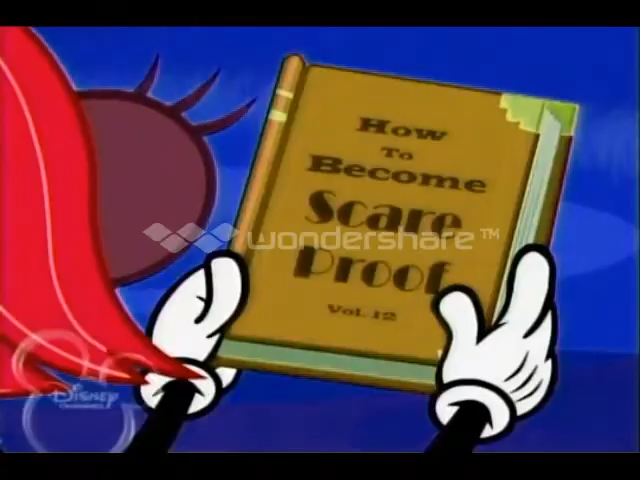 How
To
Become
Scare
Proof
Vol. 12
wondershare™
Disney